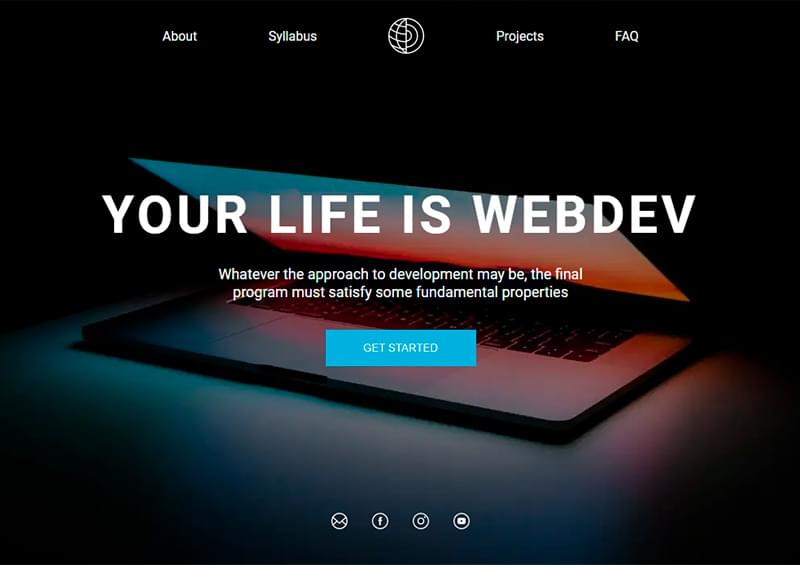 About
Syllabus
Projects
FAQ
YOUR LIFE IS WEBDEV
Whatever the approach to development may be, the final
program must satisfy some fundamental properties
GET STARTED